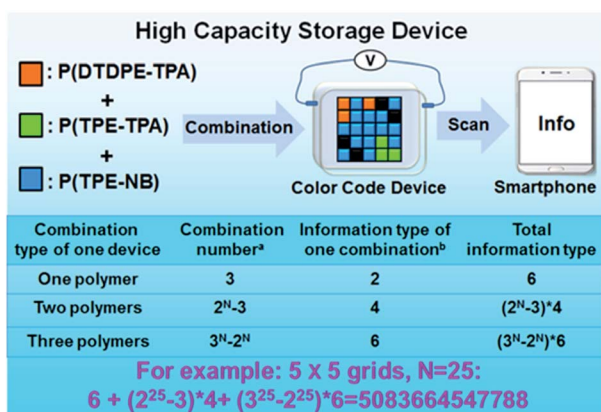 High Capacity Storage Device
: P(DTDPE-TPA)
+
: P(TPE-TPA)
+
: P(TPE-NB)
Combination
V
Color Code Device
Scan
Info
Smartphone
Combination type of one device Combination numberᵃ Information type of one combinationᵇ Total information type
One polymer 3 2 6
Two polymers 2ᴺ-3 4 (2ᴺ-3)*4
Three polymers 3ᴺ-2ᴺ 6 (3ᴺ-2ᴺ)*6
For example: 5 x 5 grids, N=25:
6 + (2²⁵-3)*4+ (3²⁵-2²⁵)*6=5083664547788